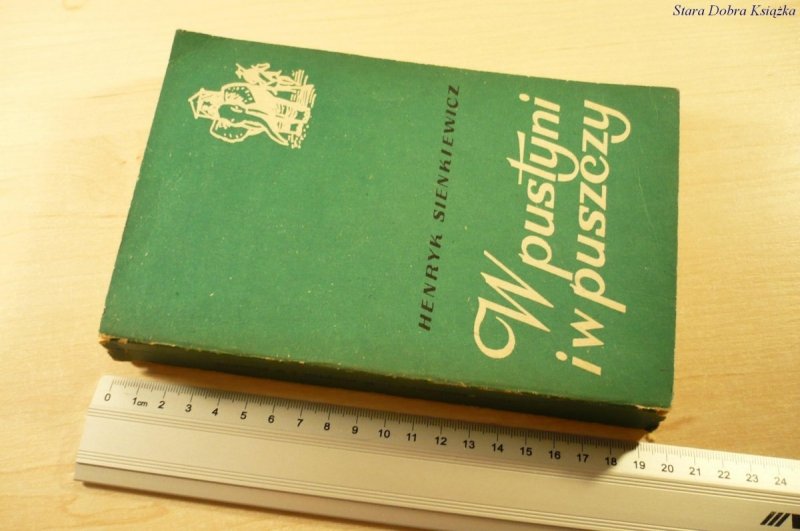 Stara Dobra Książka
HENRYK SIENKIEWICZ
W pustyni
i w puszczy
0 1cm 2 3 4 5 6 7 8 9 10 11 12 13 14 15 16 17 18 19 20 21 22 23 24